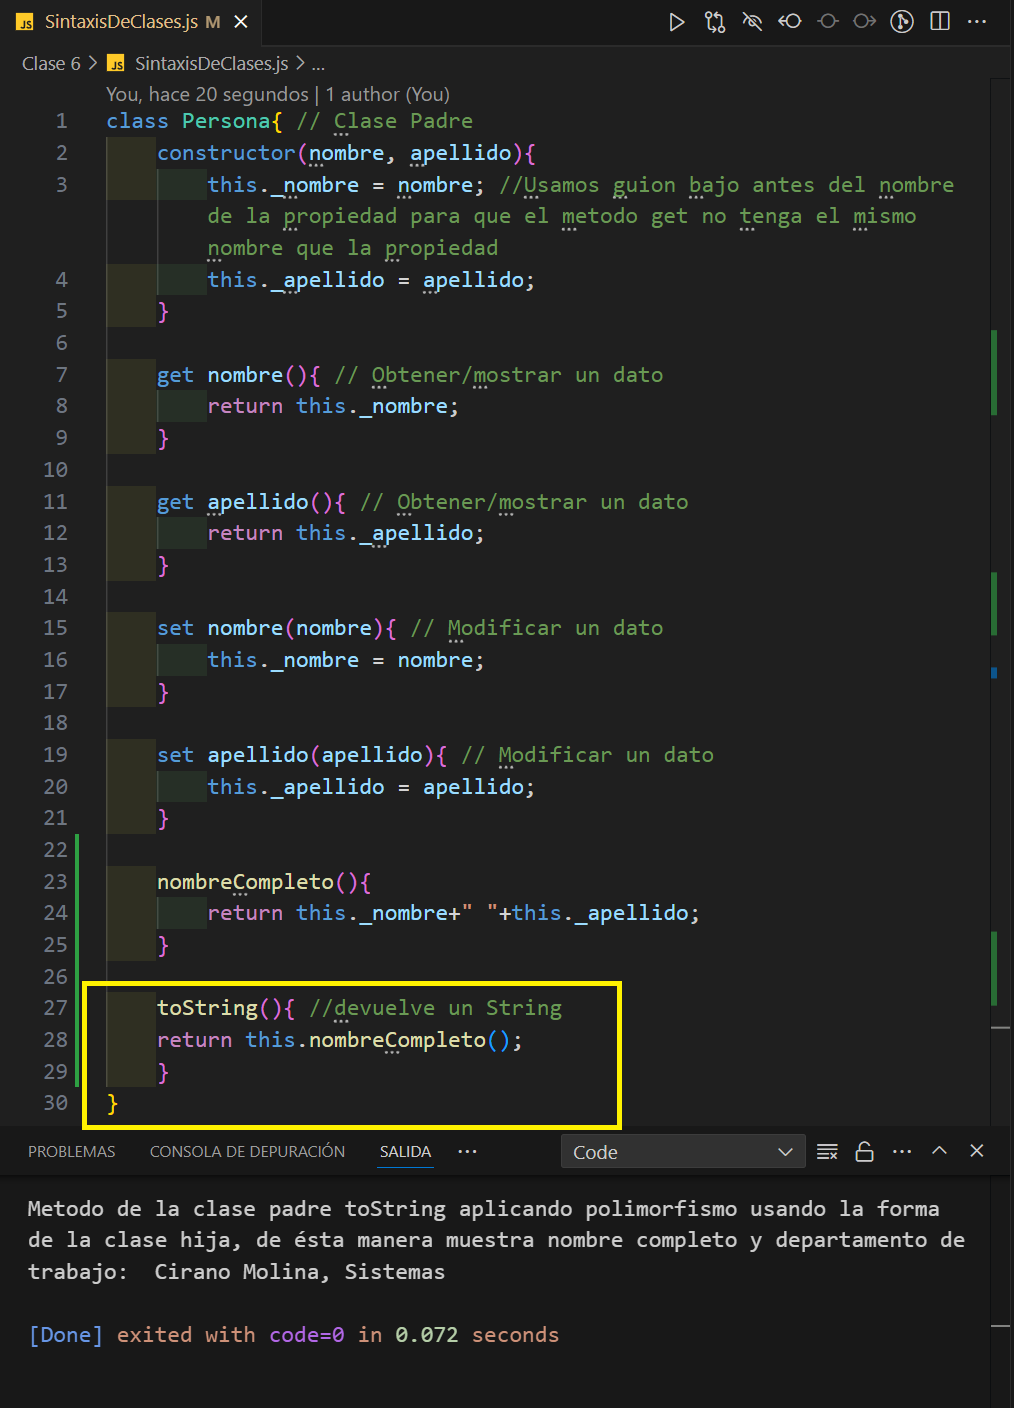 JS SintaxisDeClases.js M
Clase 6 > JS SintaxisDeClases.js > ...
You, hace 20 segundos | 1 author (You)
1 class Persona{ // Clase Padre
2 constructor(nombre, apellido){
3 this._nombre = nombre; //Usamos guion bajo antes del nombre
de la propiedad para que el metodo get no tenga el mismo
nombre que la propiedad
4 this._apellido = apellido;
5 }
6
7 get nombre(){ // Obtener/mostrar un dato
8 return this._nombre;
9 }
10
11 get apellido(){ // Obtener/mostrar un dato
12 return this._apellido;
13 }
14
15 set nombre(nombre){ // Modificar un dato
16 this._nombre = nombre;
17 }
18
19 set apellido(apellido){ // Modificar un dato
20 this._apellido = apellido;
21 }
22
23 nombreCompleto(){
24 return this._nombre+" "+this._apellido;
25 }
26
27 toString(){ //devuelve un String
28 return this.nombreCompleto();
29 }
30 }
PROBLEMAS CONSOLA DE DEPURACIÓN SALIDA ... Code
Metodo de la clase padre toString aplicando polimorfismo usando la forma
de la clase hija, de ésta manera muestra nombre completo y departamento de
trabajo:  Cirano Molina, Sistemas
[Done] exited with code=0 in 0.072 seconds